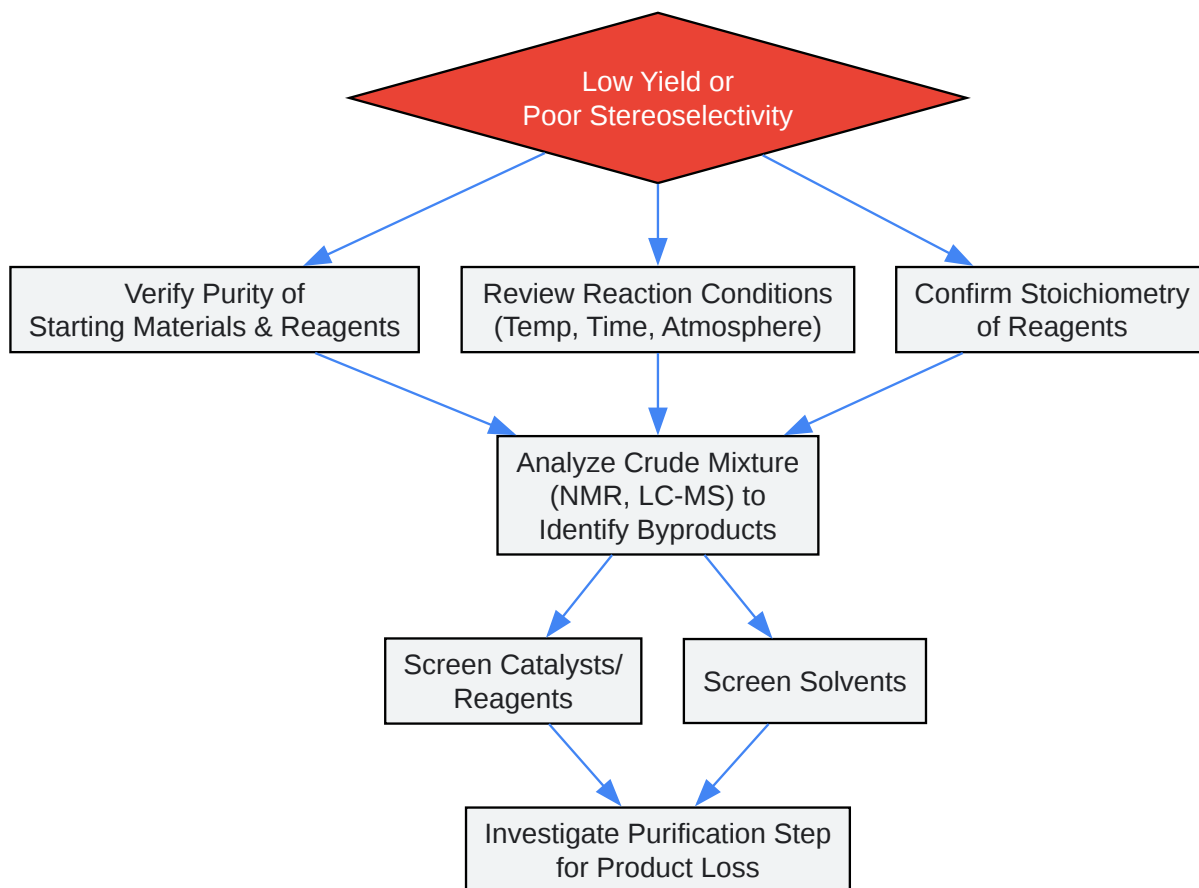 Low Yield or
Poor Stereoselectivity
Verify Purity of
Starting Materials & Reagents
Review Reaction Conditions
(Temp, Time, Atmosphere)
Confirm Stoichiometry
of Reagents
Analyze Crude Mixture
(NMR, LC-MS) to
Identify Byproducts
Screen Catalysts/
Reagents
Screen Solvents
Investigate Purification Step
for Product Loss